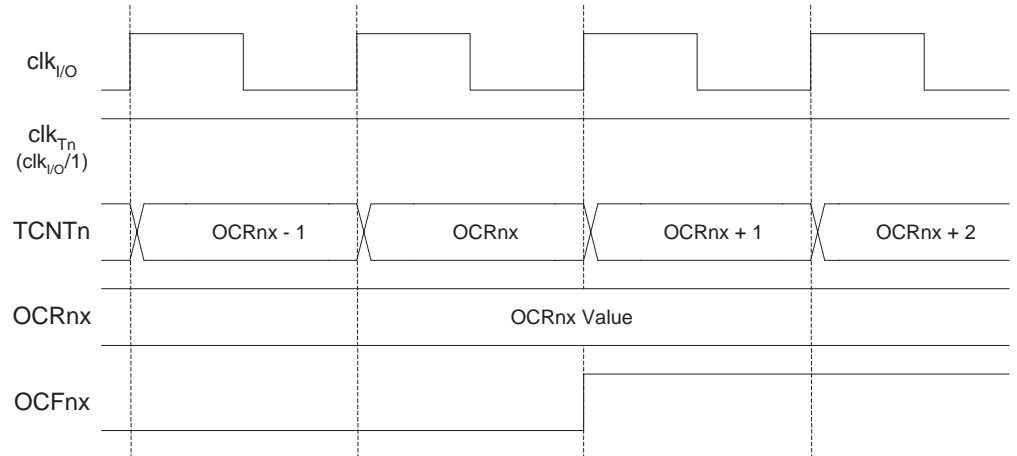 clkI/O
clkTn
(clkI/O/1)
TCNTn OCRnx - 1 OCRnx OCRnx + 1 OCRnx + 2
OCRnx OCRnx Value
OCFnx